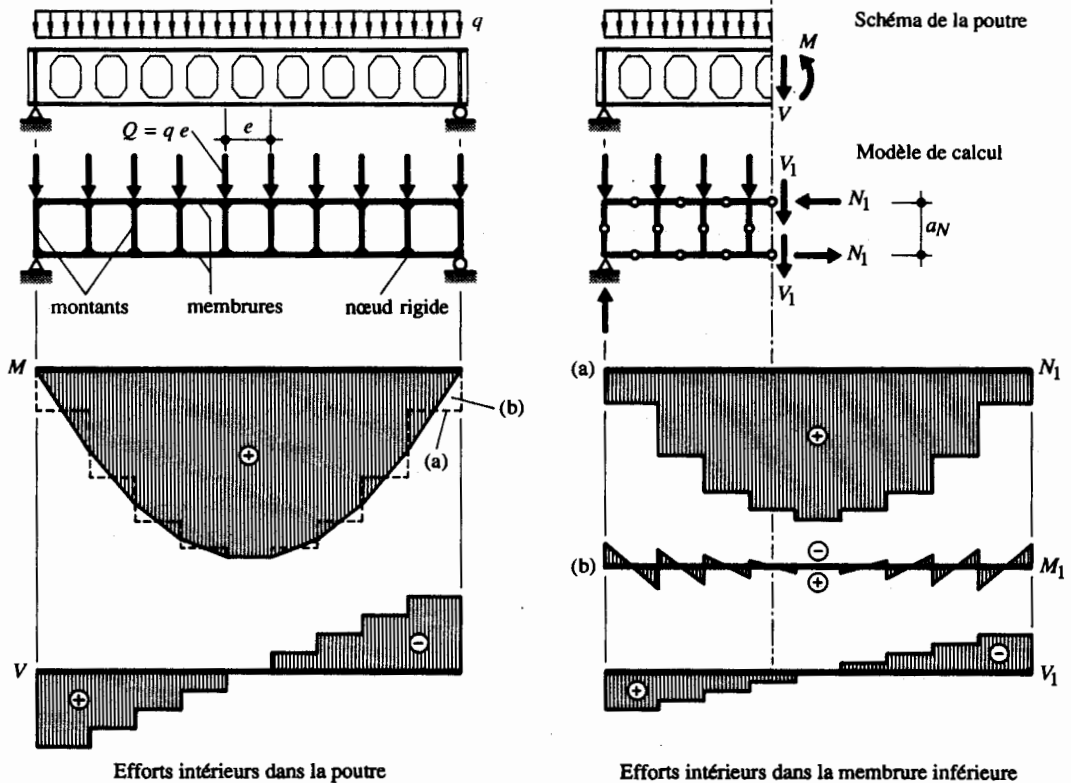 q
Schéma de la poutre
M
V
Q = q e
e
Modèle de calcul
V1
N1
aN
N1
V1
montants
membrures
nœud rigide
M
(b)
(a)
+
(a)
N1
+
(b)
−
+
M1
V
+
−
V1
+
−
Efforts intérieurs dans la poutre
Efforts intérieurs dans la membrure inférieure